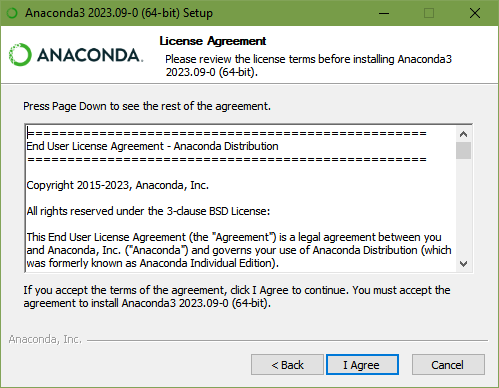 Anaconda3 2023.09-0 (64-bit) Setup
ANACONDA.
License Agreement
Please review the license terms before installing Anaconda3
2023.09-0 (64-bit).
Press Page Down to see the rest of the agreement.
====================================================
End User License Agreement - Anaconda Distribution
====================================================
Copyright 2015-2023, Anaconda, Inc.
All rights reserved under the 3-clause BSD License:
This End User License Agreement (the "Agreement") is a legal agreement between you
and Anaconda, Inc. ("Anaconda") and governs your use of Anaconda Distribution (which
was formerly known as Anaconda Individual Edition).
If you accept the terms of the agreement, click I Agree to continue. You must accept the
agreement to install Anaconda3 2023.09-0 (64-bit).
Anaconda, Inc.
< Back
I Agree
Cancel